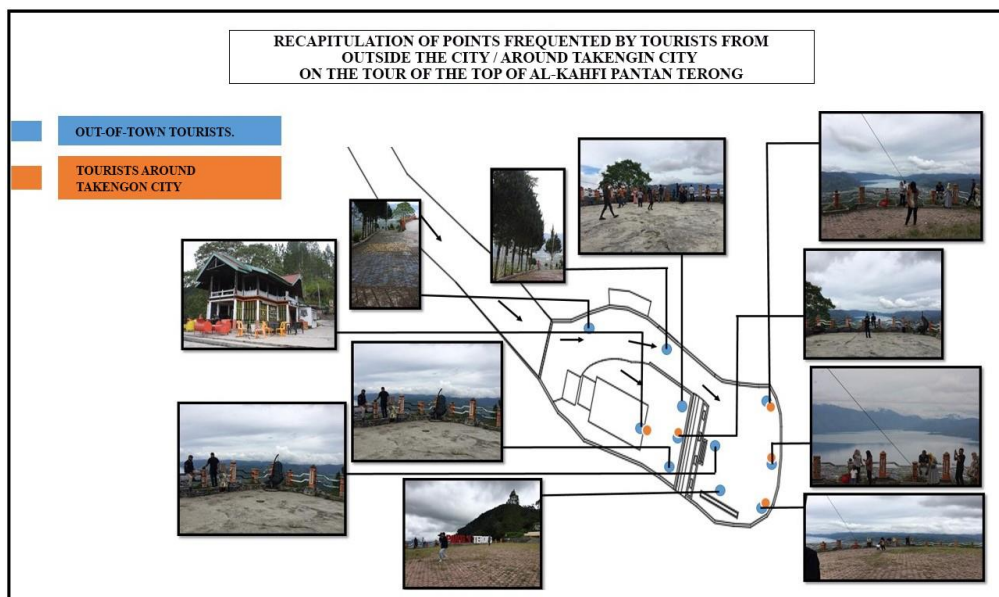 RECAPITULATION OF POINTS FREQUENTED BY TOURISTS FROM
OUTSIDE THE CITY / AROUND TAKENGIN CITY
ON THE TOUR OF THE TOP OF AL-KAHFI PANTAN TERONG
OUT-OF-TOWN TOURISTS.
TOURISTS AROUND
TAKENGON CITY